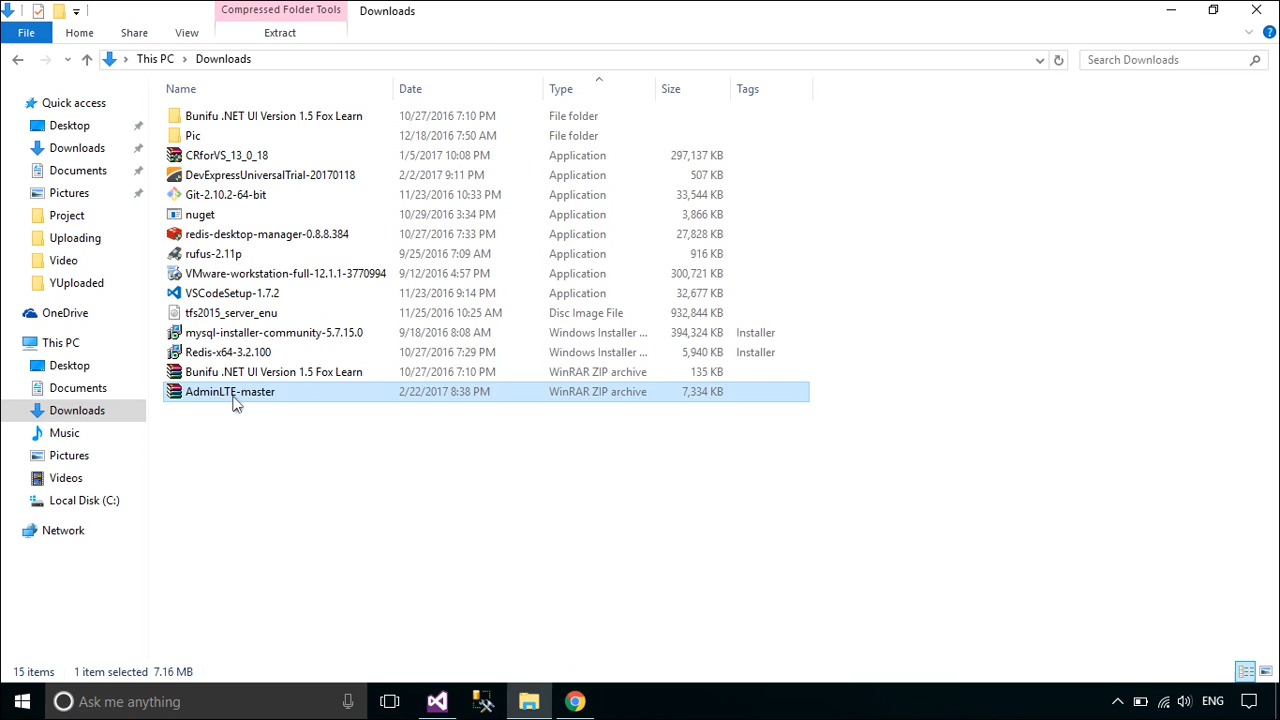 Compressed Folder Tools
Downloads
File
Home
Share
View
Extract
This PC
Downloads
Search Downloads
Name
Date
Type
Size
Tags
Quick access
Desktop
Downloads
Documents
Pictures
Project
Uploading
Video
YUploaded
OneDrive
This PC
Desktop
Documents
Downloads
Music
Pictures
Videos
Local Disk (C:)
Network
Bunifu .NET UI Version 1.5 Fox Learn 10/27/2016 7:10 PM File folder
Pic 12/18/2016 7:50 AM File folder
CRforVS_13_0_18 1/5/2017 10:08 PM Application 297,137 KB
DevExpressUniversalTrial-20170118 2/2/2017 9:11 PM Application 507 KB
Git-2.10.2-64-bit 11/23/2016 10:33 PM Application 33,544 KB
nuget 10/29/2016 3:34 PM Application 3,866 KB
redis-desktop-manager-0.8.8.384 10/27/2016 7:33 PM Application 27,828 KB
rufus-2.11p 9/25/2016 7:09 AM Application 916 KB
VMware-workstation-full-12.1.1-3770994 9/12/2016 4:57 PM Application 300,721 KB
VSCodeSetup-1.7.2 11/23/2016 9:14 PM Application 32,677 KB
tfs2015_server_enu 11/25/2016 10:25 AM Disc Image File 932,844 KB
mysql-installer-community-5.7.15.0 9/18/2016 8:08 AM Windows Installer ... 394,324 KB Installer
Redis-x64-3.2.100 10/27/2016 7:29 PM Windows Installer ... 5,940 KB Installer
Bunifu .NET UI Version 1.5 Fox Learn 10/27/2016 7:10 PM WinRAR ZIP archive 135 KB
AdminLTE-master 2/22/2017 8:38 PM WinRAR ZIP archive 7,334 KB
15 items
1 item selected 7.16 MB
Ask me anything
ENG